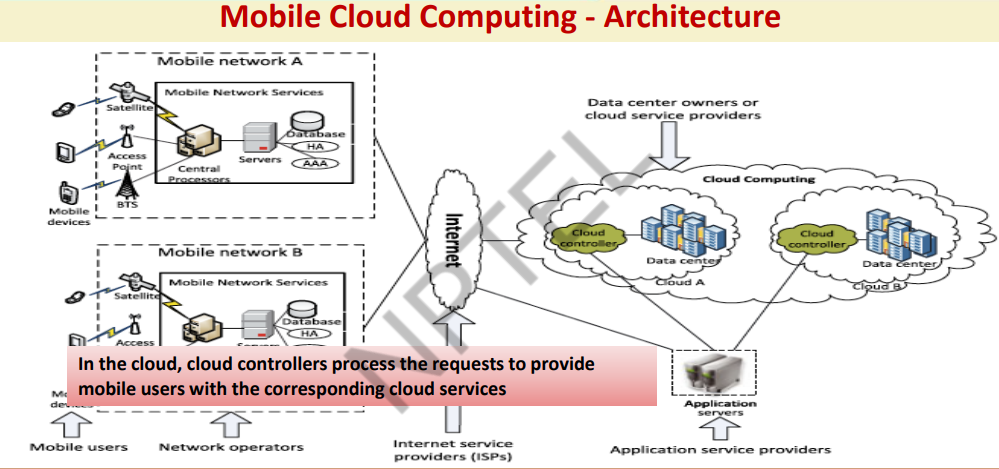 Mobile Cloud Computing - Architecture
Mobile network A
Mobile Network Services
Satellite
Database
HA
AAA
Servers
Access
Point
Central
Processors
BTS
Mobile
devices
Mobile network B
Mobile Network Services
Satellite
Database
HA
Access
In the cloud, cloud controllers process the requests to provide
mobile users with the corresponding cloud services
Mobile users
Network operators
Internet
Internet service
providers (ISPs)
Data center owners or
cloud service providers
Cloud Computing
Cloud
controller
Data center
Cloud A
Cloud
controller
Data center
Cloud B
Application
servers
Application service providers
NPTEL